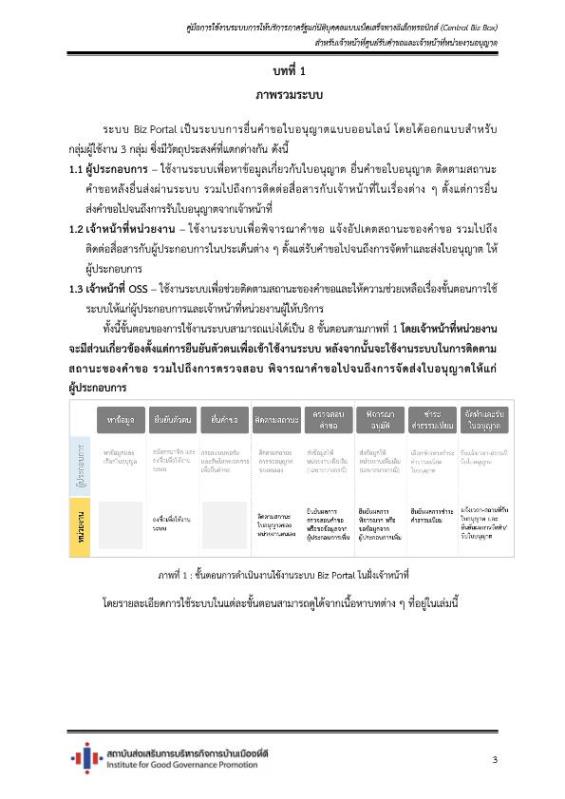 คู่มือการใช้งานระบบการให้บริการภาครัฐแก่นิติบุคคลแบบเบ็ดเสร็จทางอิเล็กทรอนิกส์ (Central Biz Box)
สำหรับเจ้าหน้าที่ศูนย์รับคำขอและเจ้าหน้าที่หน่วยงานอนุญาต
บทที่ 1
ภาพรวมระบบ
ระบบ Biz Portal เป็นระบบการยื่นคำขอใบอนุญาตแบบออนไลน์ โดยได้ออกแบบสำหรับ
กลุ่มผู้ใช้งาน 3 กลุ่ม ซึ่งมีวัตถุประสงค์ที่แตกต่างกัน ดังนี้
1.1 ผู้ประกอบการ – ใช้งานระบบเพื่อหาข้อมูลเกี่ยวกับใบอนุญาต ยื่นคำขอใบอนุญาต ติดตามสถานะ
คำขอหลังยื่นส่งผ่านระบบ รวมไปถึงการติดต่อสื่อสารกับเจ้าหน้าที่ในเรื่องต่าง ๆ ตั้งแต่การยื่น
ส่งคำขอไปจนถึงการรับใบอนุญาตจากเจ้าหน้าที่
1.2 เจ้าหน้าที่หน่วยงาน – ใช้งานระบบเพื่อพิจารณาคำขอ แจ้งอัปเดตสถานะของคำขอ รวมไปถึง
ติดต่อสื่อสารกับผู้ประกอบการในประเด็นต่าง ๆ ตั้งแต่รับคำขอไปจนถึงการจัดทำและส่งใบอนุญาต ให้
ผู้ประกอบการ
1.3 เจ้าหน้าที่ OSS – ใช้งานระบบเพื่อช่วยติดตามสถานะของคำขอและให้ความช่วยเหลือเรื่องขั้นตอนการใช้
ระบบให้แก่ผู้ประกอบการและเจ้าหน้าที่หน่วยงานผู้ให้บริการ
ทั้งนี้ขั้นตอนของการใช้งานระบบสามารถแบ่งได้เป็น 8 ขั้นตอนตามภาพที่ 1 โดยเจ้าหน้าที่หน่วยงาน
จะมีส่วนเกี่ยวข้องตั้งแต่การยืนยันตัวตนเพื่อเข้าใช้งานระบบ หลังจากนั้นจะใช้งานระบบในการติดตาม
สถานะของคำขอ รวมไปถึงการตรวจสอบ พิจารณาคำขอไปจนถึงการจัดส่งใบอนุญาตให้แก่
ผู้ประกอบการ
หาข้อมูล ยืนยันตัวตน ยื่นคำขอ ติดตามสถานะ ตรวจสอบ พิจารณา ชำระ จัดทำและรับ
คำขอ อนุมัติ ค่าธรรมเนียม ใบอนุญาต
ผู้ประกอบการ
หน่วยงาน
ลงชื่อเพื่อใช้งาน
ระบบ
ติดตามสถานะ
ใบอนุญาตของ
หน่วยงานตนเอง
ยืนยันผลการ
ตรวจสอบคำขอ
หรือขอข้อมูลจาก
ผู้ประกอบการเพิ่ม
ยืนยันผลการ
พิจารณา หรือ
ขอข้อมูลจาก
ผู้ประกอบการเพิ่ม
ยืนยันผลการชำระ
ค่าธรรมเนียม
ใบอนุญาต และ
ภาพที่ 1 : ขั้นตอนการดำเนินงานใช้งานระบบ Biz Portal ในฝั่งเจ้าหน้าที่
โดยรายละเอียดการใช้ระบบในแต่ละขั้นตอนสามารถดูได้จากเนื้อหาบทต่าง ๆ ที่อยู่ในเล่มนี้
สถาบันส่งเสริมการบริหารกิจการบ้านเมืองที่ดี
Institute for Good Governance Promotion
3